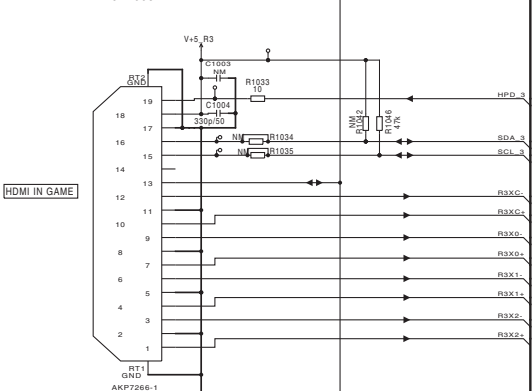 V+5_R3
C1003
NM
RT2
GND
R1033
10
19
HPD_3
C1004
18
330p/50
NM
R1042
R1046
47k
17
16
NM
R1034
SDA_3
15
NM
R1035
SCL_3
14
13
HDMI IN GAME
12
R3XC-
11
R3XC+
10
9
R3X0-
8
R3X0+
7
6
R3X1-
5
R3X1+
4
3
R3X2-
2
R3X2+
1
RT1
GND
AKP7266-1